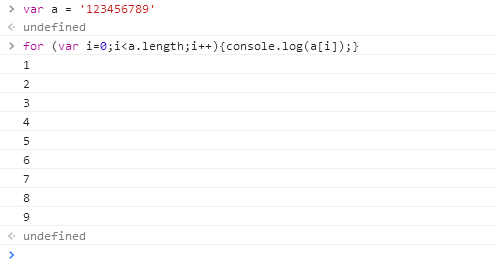 var a = '123456789'
undefined
for (var i=0;i<a.length;i++){console.log(a[i]);}
1
2
3
4
5
6
7
8
9
undefined